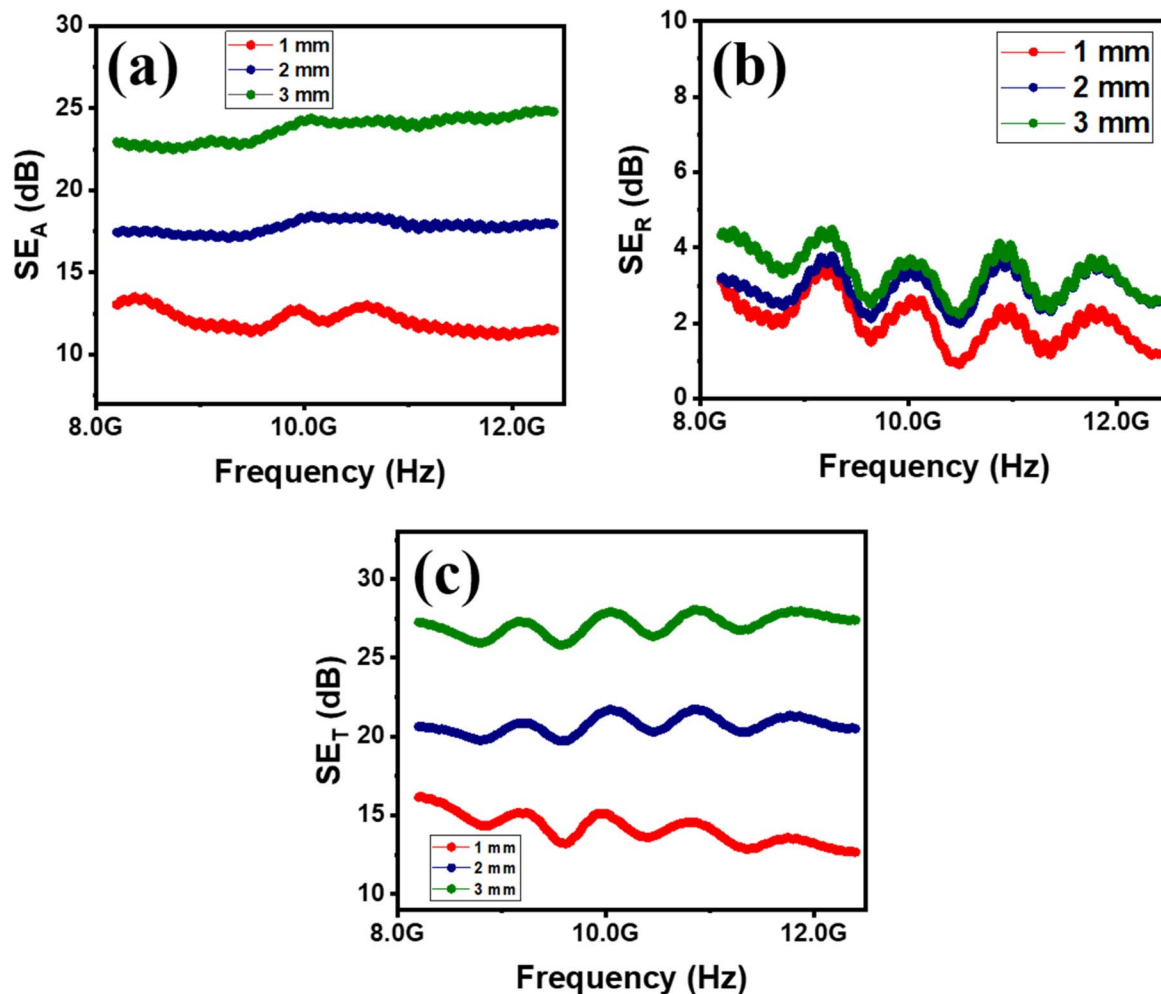 (a)
1 mm
2 mm
3 mm
30
25
20
15
10
SE_A (dB)
8.0G 10.0G 12.0G
Frequency (Hz)
(b)
1 mm
2 mm
3 mm
10
8
6
4
2
0
SE_R (dB)
8.0G 10.0G 12.0G
Frequency (Hz)
(c)
30
25
20
15
10
SE_T (dB)
1 mm
2 mm
3 mm
8.0G 10.0G 12.0G
Frequency (Hz)